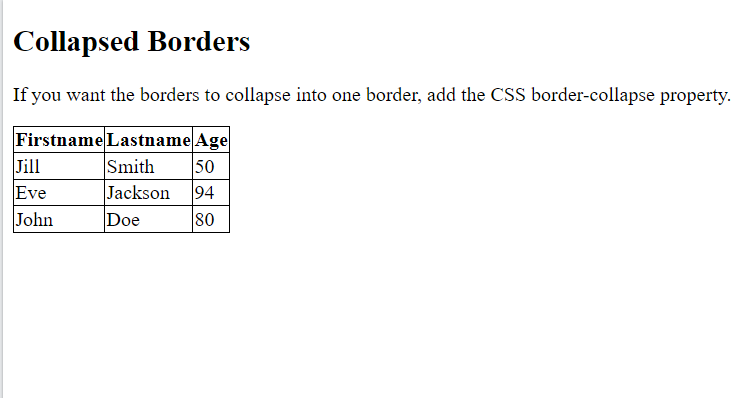 Collapsed Borders
If you want the borders to collapse into one border, add the CSS border-collapse property.
Firstname Lastname Age
Jill Smith 50
Eve Jackson 94
John Doe 80